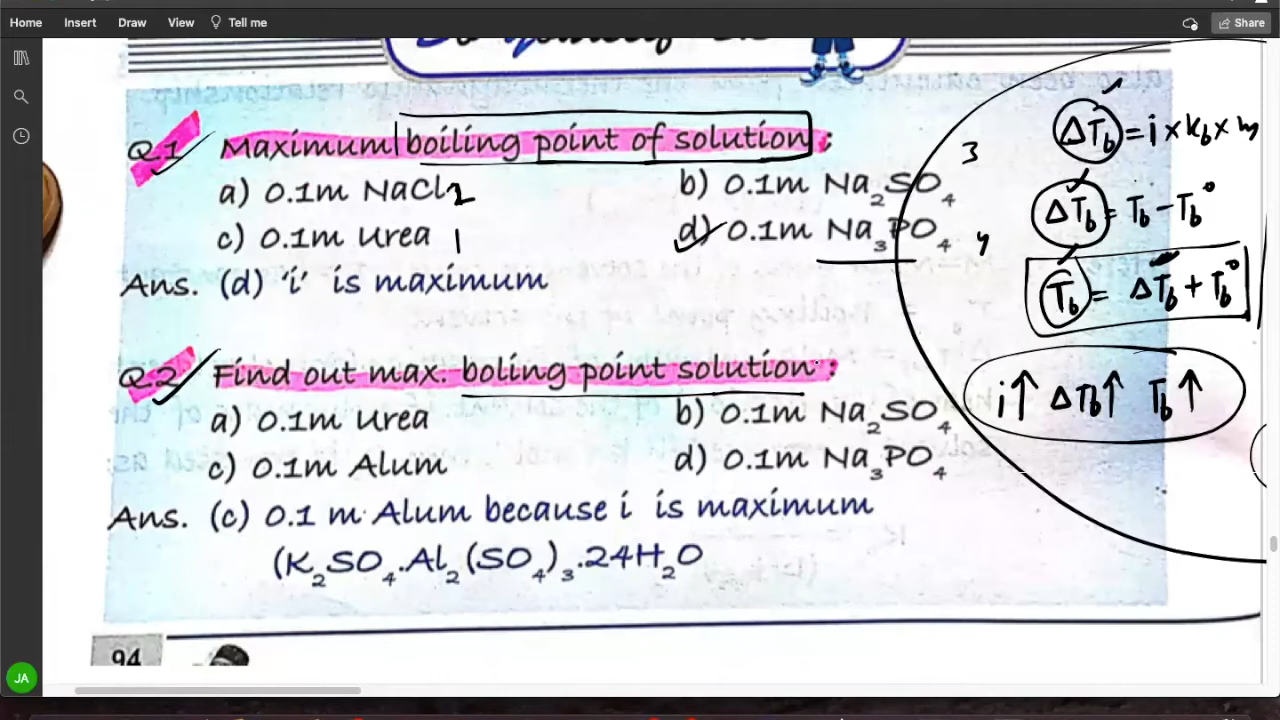 Home Insert Draw View Tell me Share
Q.1 Maximum boiling point of solution :
a) 0.1m NaCl 2
b) 0.1m Na₂SO₄ 3
c) 0.1m Urea 1
d) 0.1m Na₃PO₄ 4
Ans. (d) 'i' is maximum
Q.2 Find out max. boling point solution :
a) 0.1m Urea
b) 0.1m Na₂SO₄
c) 0.1m Alum
d) 0.1m Na₃PO₄
Ans. (c) 0.1 m Alum because i is maximum
(K₂SO₄.Al₂(SO₄)₃.24H₂O
ΔTb = i x kb x m
ΔTb = Tb - Tb°
Tb = ΔTb + Tb°
i↑ ΔTb↑ Tb↑
94
JA